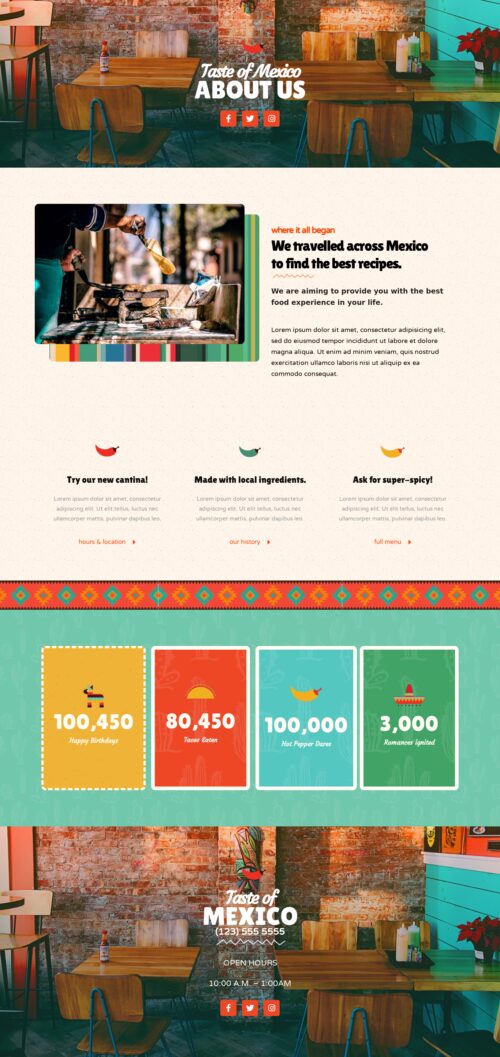 Taste of Mexico
ABOUT US
where it all began
We travelled across Mexico
to find the best recipes.
We are aiming to provide you with the best
food experience in your life.
Lorem ipsum dolor sit amet, consectetur adipisicing elit,
sed do eiusmod tempor incididunt ut labore et dolore
magna aliqua. Ut enim ad minim veniam, quis nostrud
exercitation ullamco laboris nisi ut aliquip ex ea
commodo consequat.
Try our new cantina!
Lorem ipsum dolor sit amet, consectetur
adipiscing elit. Ut elit tellus, luctus nec
ullamcorper mattis, pulvinar dapibus leo.
hours & location
Made with local ingredients.
Lorem ipsum dolor sit amet, consectetur
adipiscing elit. Ut elit tellus, luctus nec
ullamcorper mattis, pulvinar dapibus leo.
our history
Ask for super-spicy!
Lorem ipsum dolor sit amet, consectetur
adipiscing elit. Ut elit tellus, luctus nec
ullamcorper mattis, pulvinar dapibus leo.
full menu
100,450
Happy Birthdays
80,450
Tacos Eaten
100,000
Hot Pepper Dares
3,000
Romances Ignited
Taste of
MEXICO
(123) 555 5555
OPEN HOURS
10:00 A.M. – 1:00AM